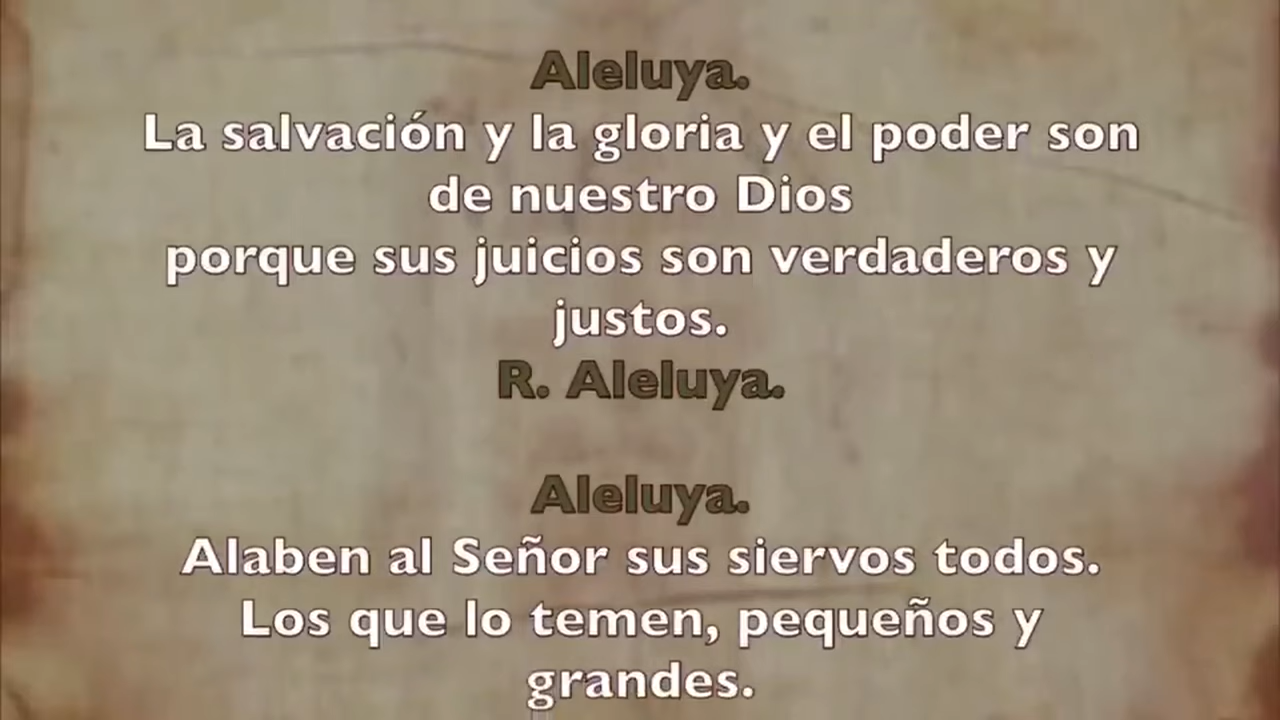 Aleluya.
La salvación y la gloria y el poder son
de nuestro Dios
porque sus juicios son verdaderos y
justos.
R. Aleluya.
Aleluya.
Alaben al Señor sus siervos todos.
Los que lo temen, pequeños y
grandes.